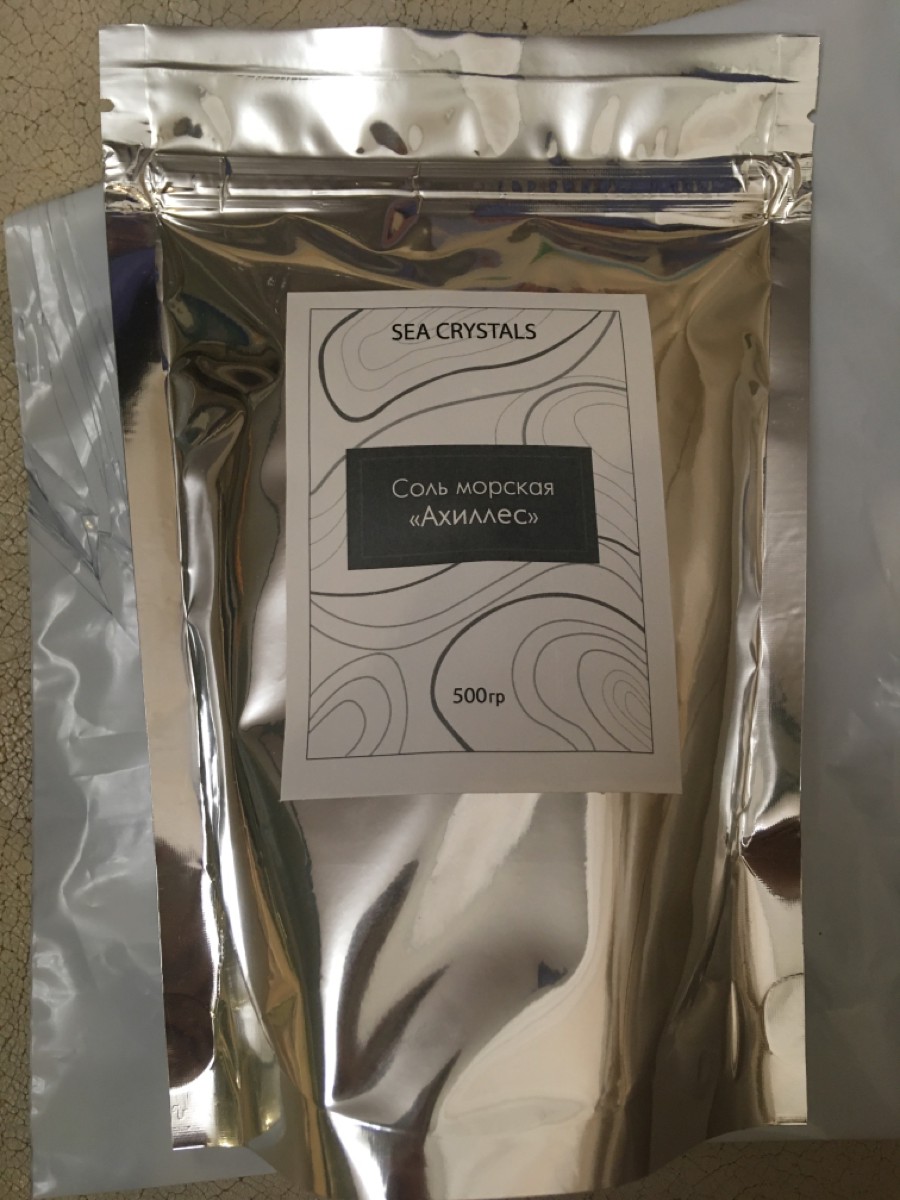 SEA CRYSTALS
Соль морская
«Ахиллес»
500гр